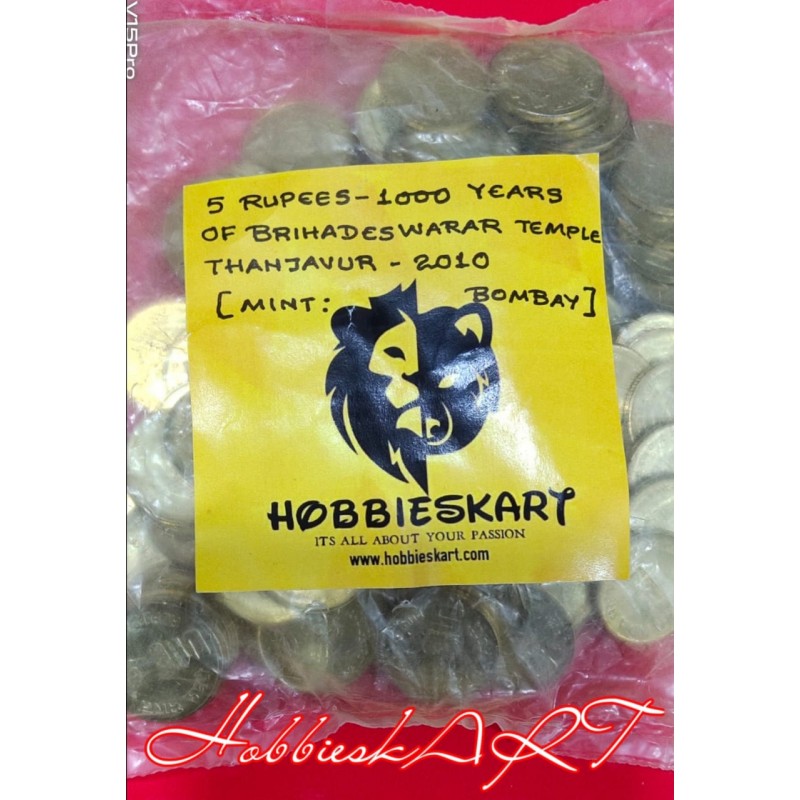 V15Pro
5 RUPEES - 1000 YEARS
OF BRIHADESWARAR TEMPLE
THANJAVUR - 2010
[MINT: BOMBAY]
HOBBIESKART
ITS ALL ABOUT YOUR PASSION
www.hobbieskart.com
HobbieskART